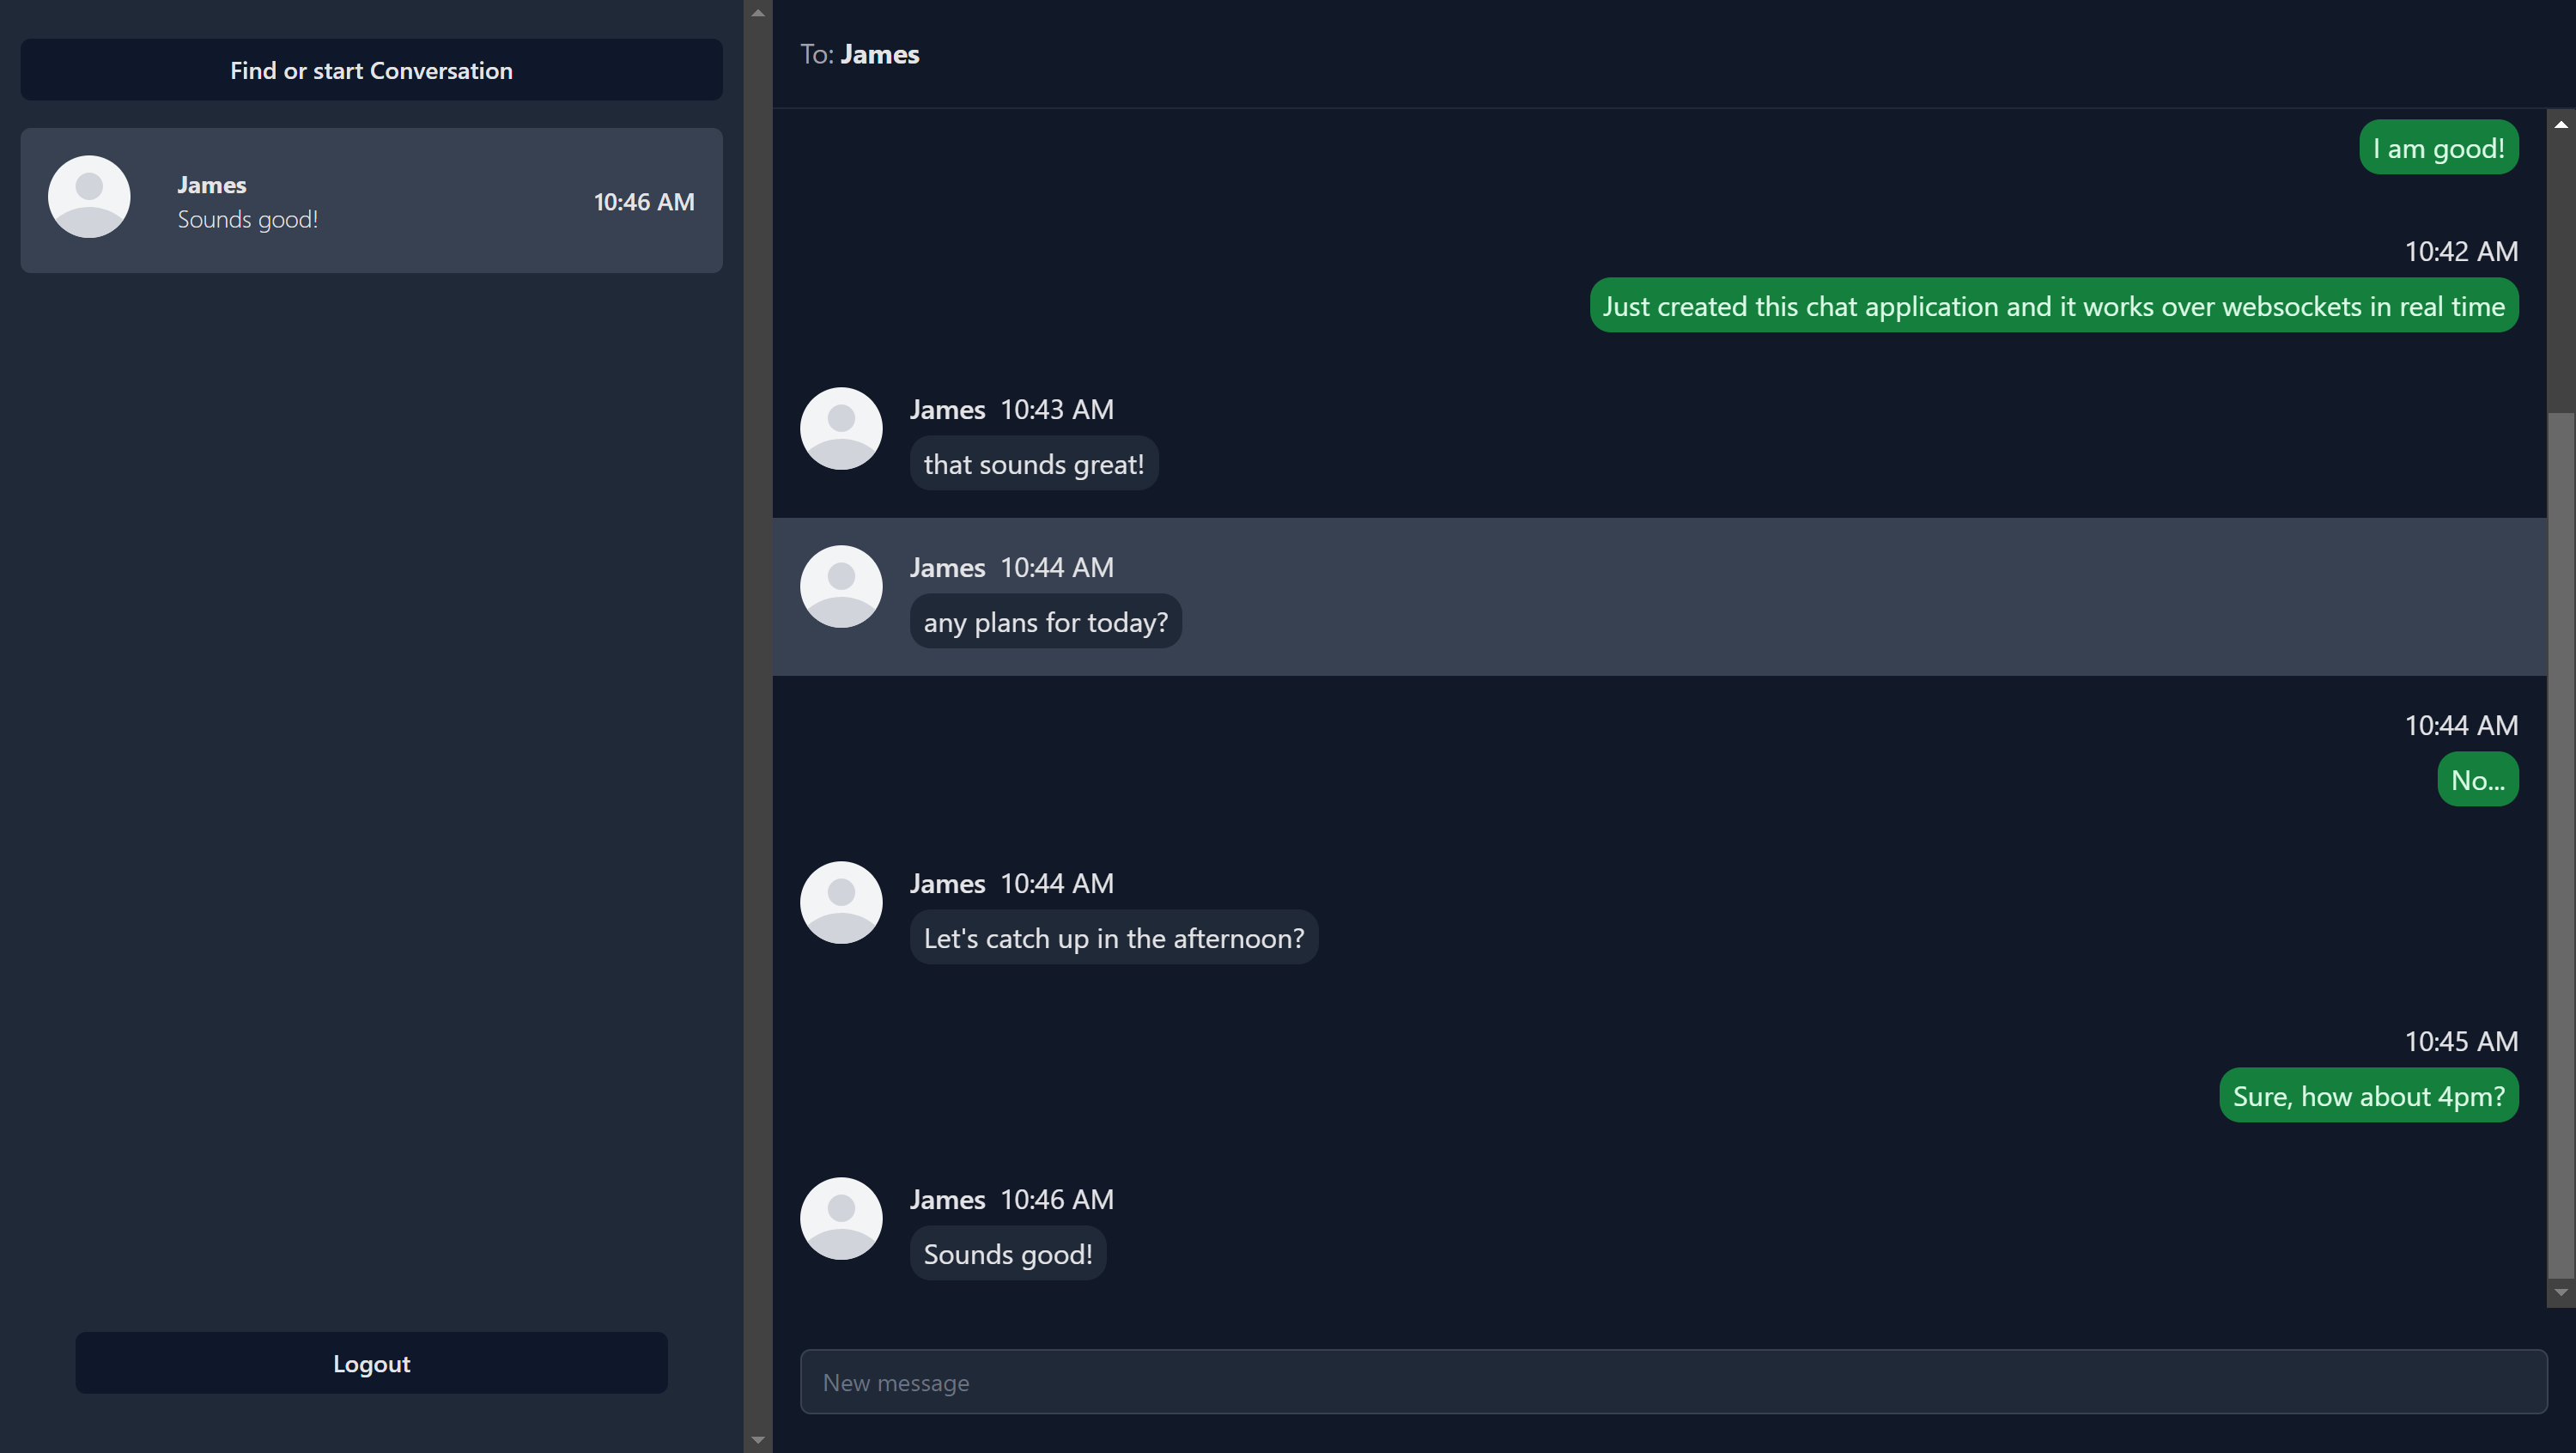 Find or start Conversation
James
Sounds good!
10:46 AM
Logout
To: James
I am good!
10:42 AM
Just created this chat application and it works over websockets in real time
James 10:43 AM
that sounds great!
James 10:44 AM
any plans for today?
10:44 AM
No...
James 10:44 AM
Let's catch up in the afternoon?
10:45 AM
Sure, how about 4pm?
James 10:46 AM
Sounds good!
New message